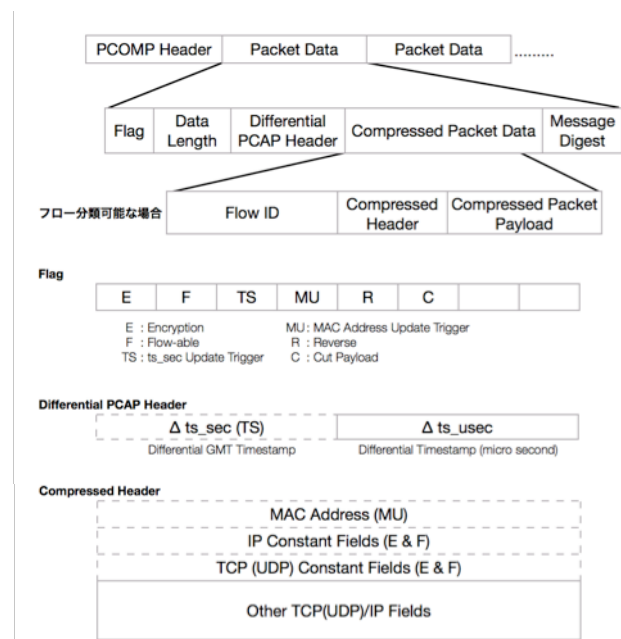 PCOMP Header Packet Data Packet Data .........
Flag Data Length Differential PCAP Header Compressed Packet Data Message Digest
フロー分類可能な場合 Flow ID Compressed Header Compressed Packet Payload
Flag
E F TS MU R C
E : Encryption MU: MAC Address Update Trigger
F : Flow-able R : Reverse
TS : ts_sec Update Trigger C : Cut Payload
Differential PCAP Header
Δ ts_sec (TS) Δ ts_usec
Differential GMT Timestamp Differential Timestamp (micro second)
Compressed Header
MAC Address (MU)
IP Constant Fields (E & F)
TCP (UDP) Constant Fields (E & F)
Other TCP(UDP)/IP Fields